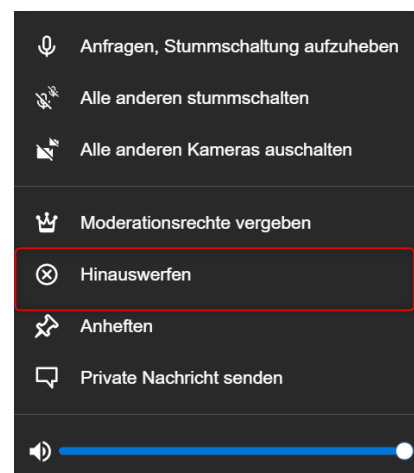 Anfragen, Stummschaltung aufzuheben
Alle anderen stummschalten
Alle anderen Kameras auschalten
Moderationsrechte vergeben
Hinauswerfen
Anheften
Private Nachricht senden